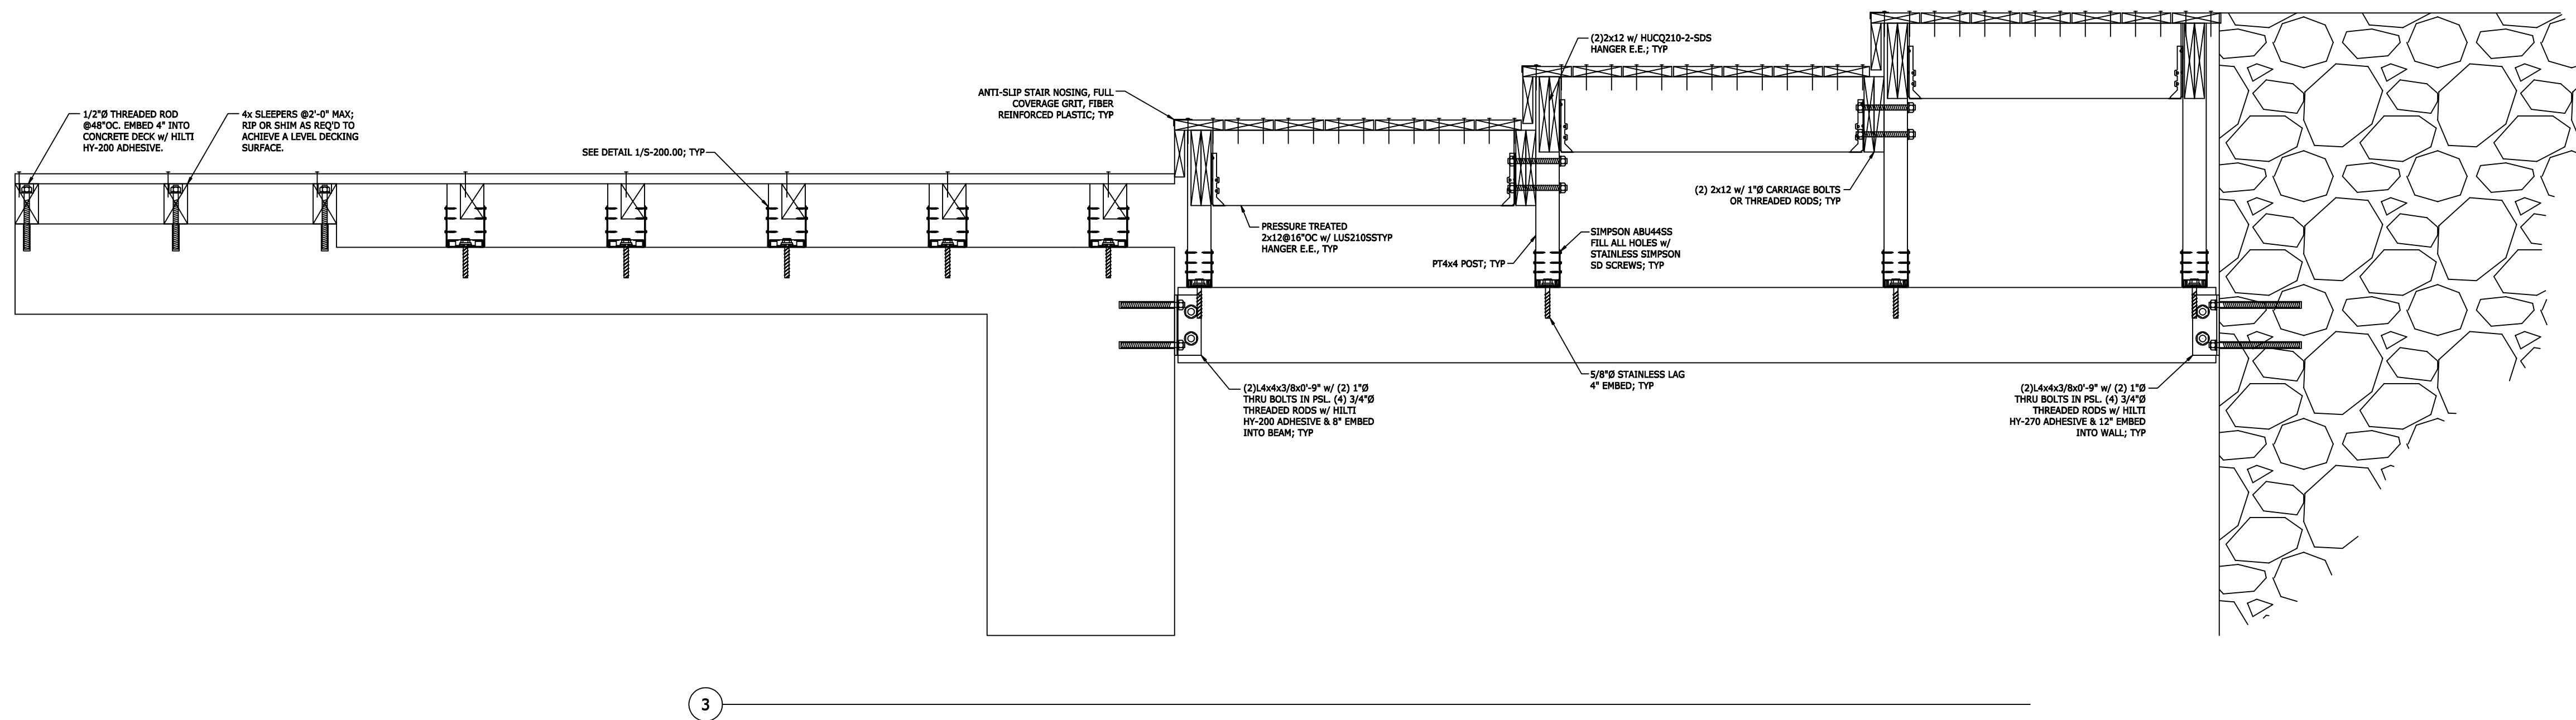 (2)2x12 w/ HUCQ210-2-SDS
HANGER E.E.; TYP
ANTI-SLIP STAIR NOSING, FULL
COVERAGE GRIT, FIBER
REINFORCED PLASTIC; TYP
1/2"Ø THREADED ROD
@48"OC. EMBED 4" INTO
CONCRETE DECK w/ HILTI
HY-200 ADHESIVE.
4x SLEEPERS @2'-0" MAX;
RIP OR SHIM AS REQ'D TO
ACHIEVE A LEVEL DECKING
SURFACE.
SEE DETAIL 1/S-200.00; TYP
(2) 2x12 w/ 1"Ø CARRIAGE BOLTS
OR THREADED RODS; TYP
PRESSURE TREATED
2x12@16"OC w/ LUS210SSTYP
HANGER E.E., TYP
PT4x4 POST; TYP
SIMPSON ABU44SS
FILL ALL HOLES w/
STAINLESS SIMPSON
SD SCREWS; TYP
5/8"Ø STAINLESS LAG
4" EMBED; TYP
(2)L4x4x3/8x0'-9" w/ (2) 1"Ø
THRU BOLTS IN PSL. (4) 3/4"Ø
THREADED RODS w/ HILTI
HY-200 ADHESIVE & 8" EMBED
INTO BEAM; TYP
(2)L4x4x3/8x0'-9" w/ (2) 1"Ø
THRU BOLTS IN PSL. (4) 3/4"Ø
THREADED RODS w/ HILTI
HY-270 ADHESIVE & 12" EMBED
INTO WALL; TYP
3